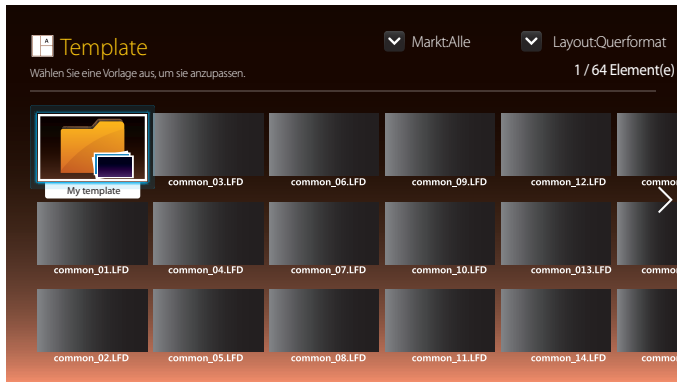 Template
Markt:Alle
Layout:Querformat
Wählen Sie eine Vorlage aus, um sie anzupassen.
1 / 64 Element(e)
My template
common_03.LFD
common_06.LFD
common_09.LFD
common_12.LFD
common_01.LFD
common_04.LFD
common_07.LFD
common_10.LFD
common_013.LFD
common_02.LFD
common_05.LFD
common_08.LFD
common_11.LFD
common_14.LFD